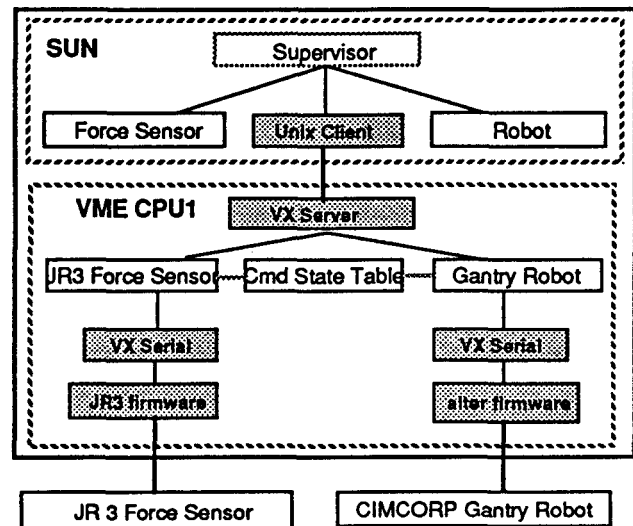 SUN
Supervisor
Force Sensor
Unix Client
Robot
VME CPU1
VX Server
JR3 Force Sensor
Cmd State Table
Gantry Robot
VX Serial
VX Serial
JR3 firmware
alter firmware
JR 3 Force Sensor
CIMCORP Gantry Robot